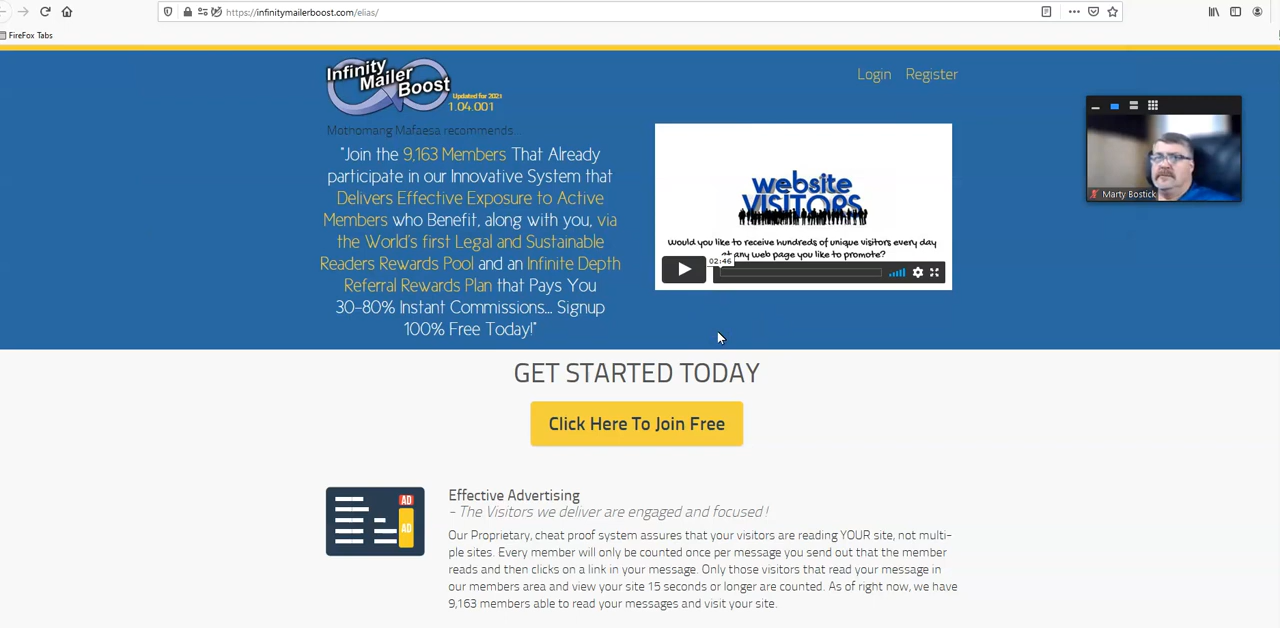 https://infinitymailerboost.com/elias/
FireFox Tabs
Infinity
Mailer
Boost
Updated for 2021
1.04.001
Login Register
Mothomang Mafaesa recommends:
"Join the 9,163 Members That Already
participate in our Innovative System that
Delivers Effective Exposure to Active
Members who Benefit, along with you, via
the World's first Legal and Sustainable
Readers Rewards Pool and an Infinite Depth
Referral Rewards Plan that Pays You
30-80% Instant Commissions... Signup
100% Free Today!"
website
VISITORS
Would you like to receive hundreds of unique visitors every day
at any web page you like to promote?
02:46
Marty Bostick
GET STARTED TODAY
Click Here To Join Free
AD
AD
Effective Advertising
- The Visitors we deliver are engaged and focused!
Our Proprietary, cheat proof system assures that your visitors are reading YOUR site, not multi-
ple sites. Every member will only be counted once per message you send out that the member
reads and then clicks on a link in your message. Only those visitors that read your message in
our members area and view your site 15 seconds or longer are counted. As of right now, we have
9,163 members able to read your messages and visit your site.